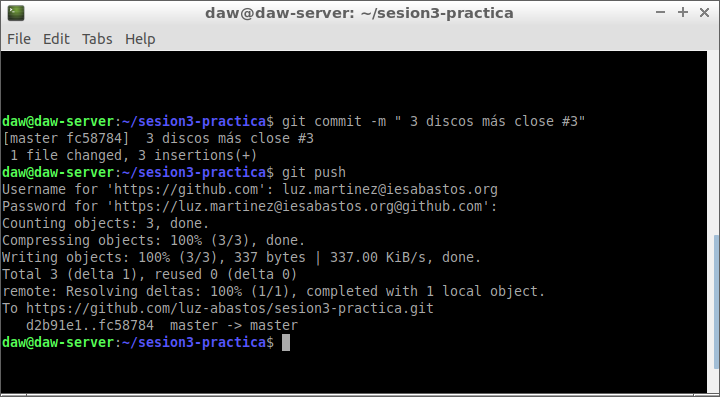 daw@daw-server: ~/sesion3-practica
File Edit Tabs Help
daw@daw-server:~/sesion3-practica$ git commit -m " 3 discos más close #3"
[master fc58784]  3 discos más close #3
 1 file changed, 3 insertions(+)
daw@daw-server:~/sesion3-practica$ git push
Username for 'https://github.com': luz.martinez@iesabastos.org
Password for 'https://luz.martinez@iesabastos.org@github.com':
Counting objects: 3, done.
Compressing objects: 100% (3/3), done.
Writing objects: 100% (3/3), 337 bytes | 337.00 KiB/s, done.
Total 3 (delta 1), reused 0 (delta 0)
remote: Resolving deltas: 100% (1/1), completed with 1 local object.
To https://github.com/luz-abastos/sesion3-practica.git
   d2b91e1..fc58784  master -> master
daw@daw-server:~/sesion3-practica$